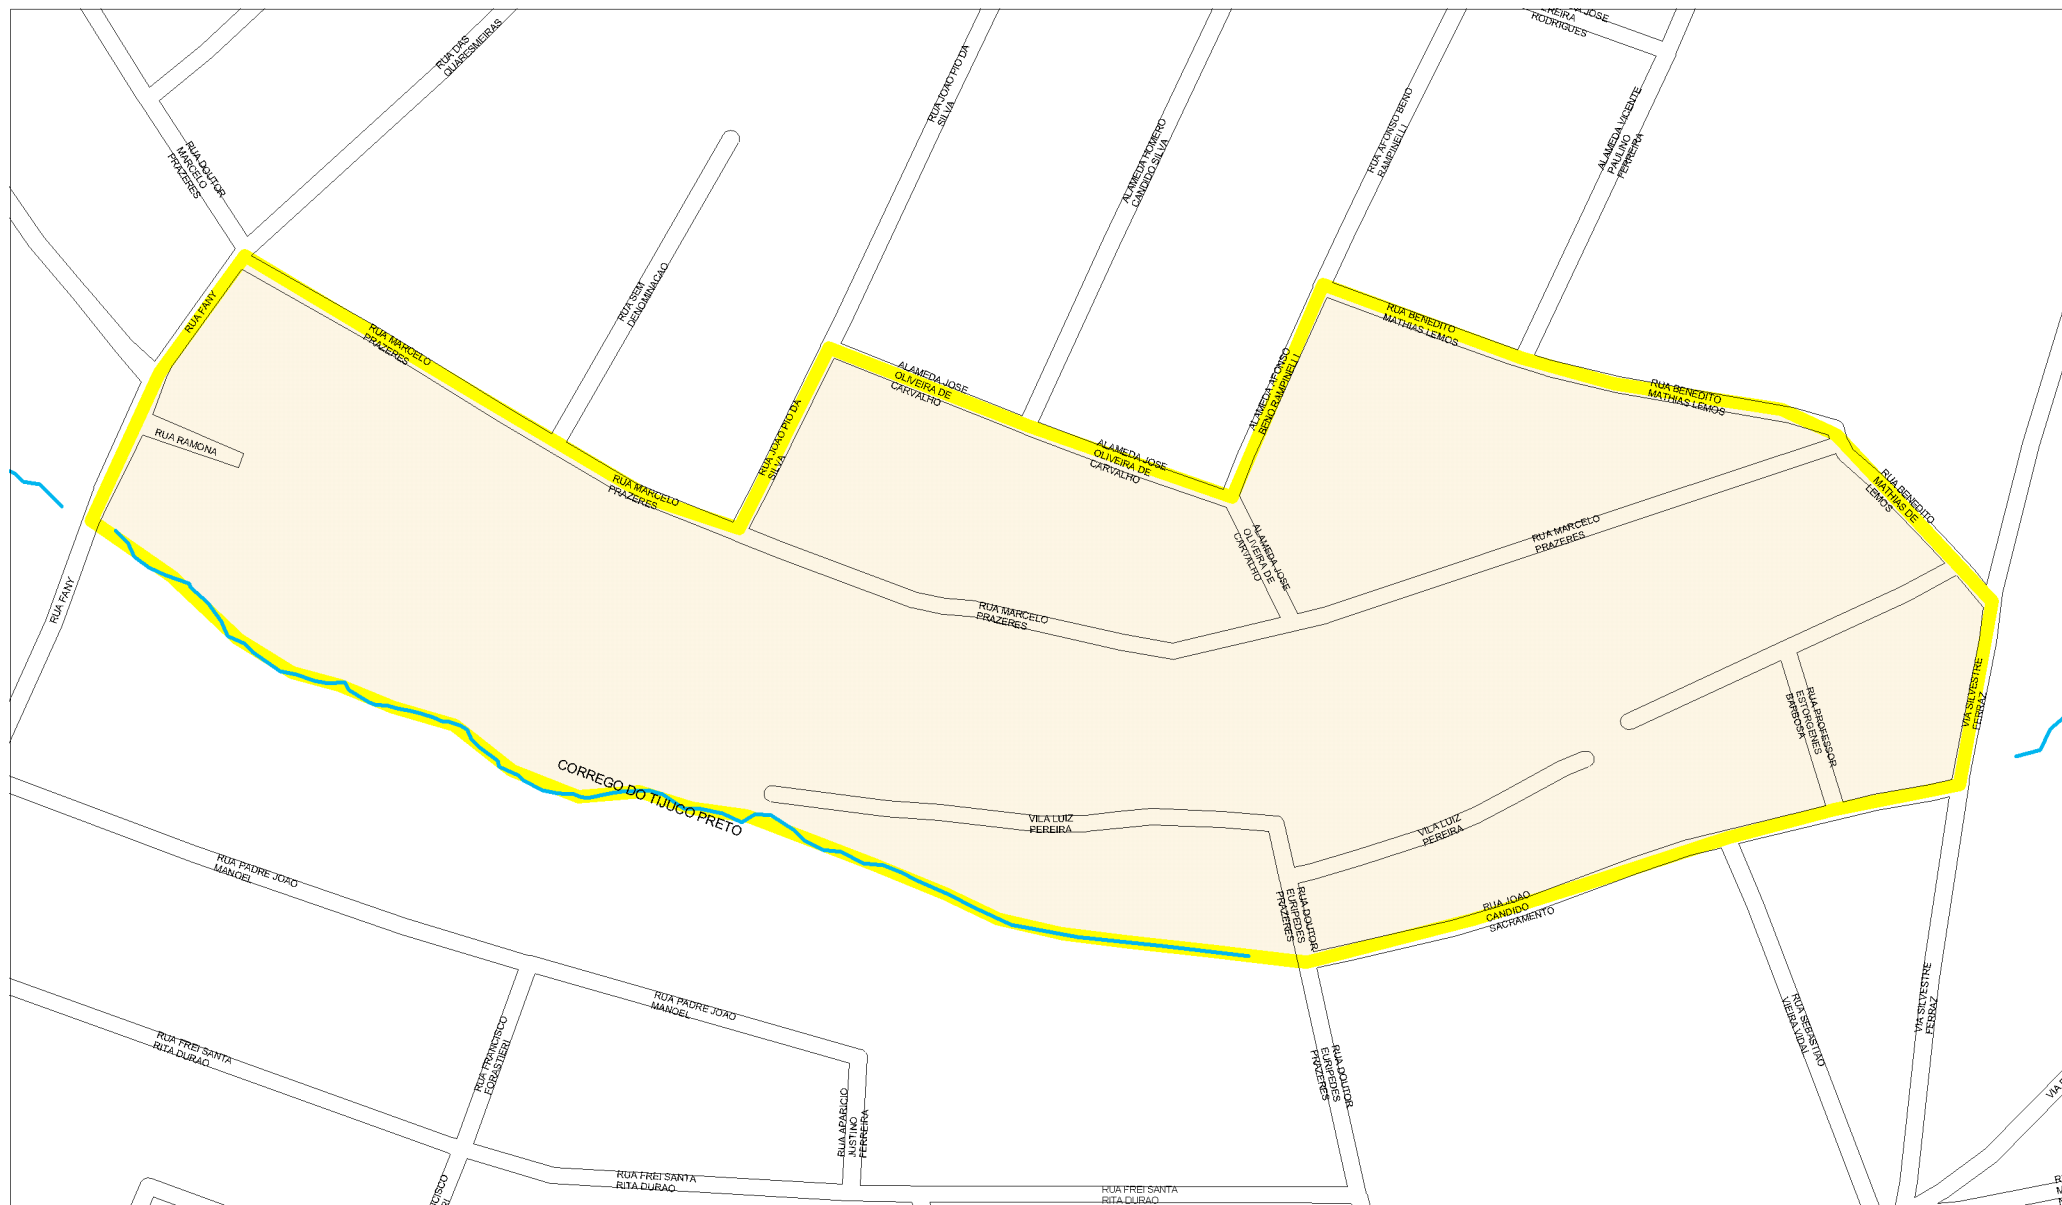 RUA DAS
QUARESMEIRAS
RUA JOAO PIO DA
SILVA
RODRIGUES
RUA AFONSO BENO
RAMPINELLI
ALAMEDA VICENTE
PAULINO
FERREIRA
ALAMEDA HOMERO
CANDIDO SILVA
RUA DOUTOR
MARCELO
PRAZERES
RUA SEM
DENOMINACAO
RUA FANY
RUA MARCELO
PRAZERES
RUA BENEDITO
MATHIAS LEMOS
ALAMEDA JOSE
OLIVEIRA DE
CARVALHO
ALAMEDA AFONSO
BENO RAMPINELLI
RUA BENEDITO
MATHIAS LEMOS
RUA JOAO PIO DA
SILVA
RUA RAMONA
ALAMEDA JOSE
OLIVEIRA DE
CARVALHO
RUA MARCELO
PRAZERES
RUA BENEDITO
MATHIAS DE
LEMOS
RUA MARCELO
PRAZERES
ALAMEDA JOSE
OLIVEIRA DE
CARVALHO
RUA FANY
RUA MARCELO
PRAZERES
VIA SILVESTRE
FERRAZ
RUA PROFESSOR
ESTORGENES
BARBOSA
CORREGO DO TIJUCO PRETO
VILA LUIZ
PEREIRA
VILA LUIZ
PEREIRA
RUA PADRE JOAO
MANOEL
RUA DOUTOR
EURIPEDES
PRAZERES
RUA JOAO
CANDIDO
SACRAMENTO
RUA PADRE JOAO
MANOEL
RUA FRANCISCO
FORASTIERI
RUA FREI SANTA
RITA DURAO
RUA DOUTOR
EURIPEDES
PRAZERES
RUA SEBASTIAO
VIEIRA VIDAL
VIA SILVESTRE
FERRAZ
RUA APARICIO
JUSTINO
FERREIRA
RUA FREI SANTA
RITA DURAO
RUA FREI SANTA
RITA DURAO